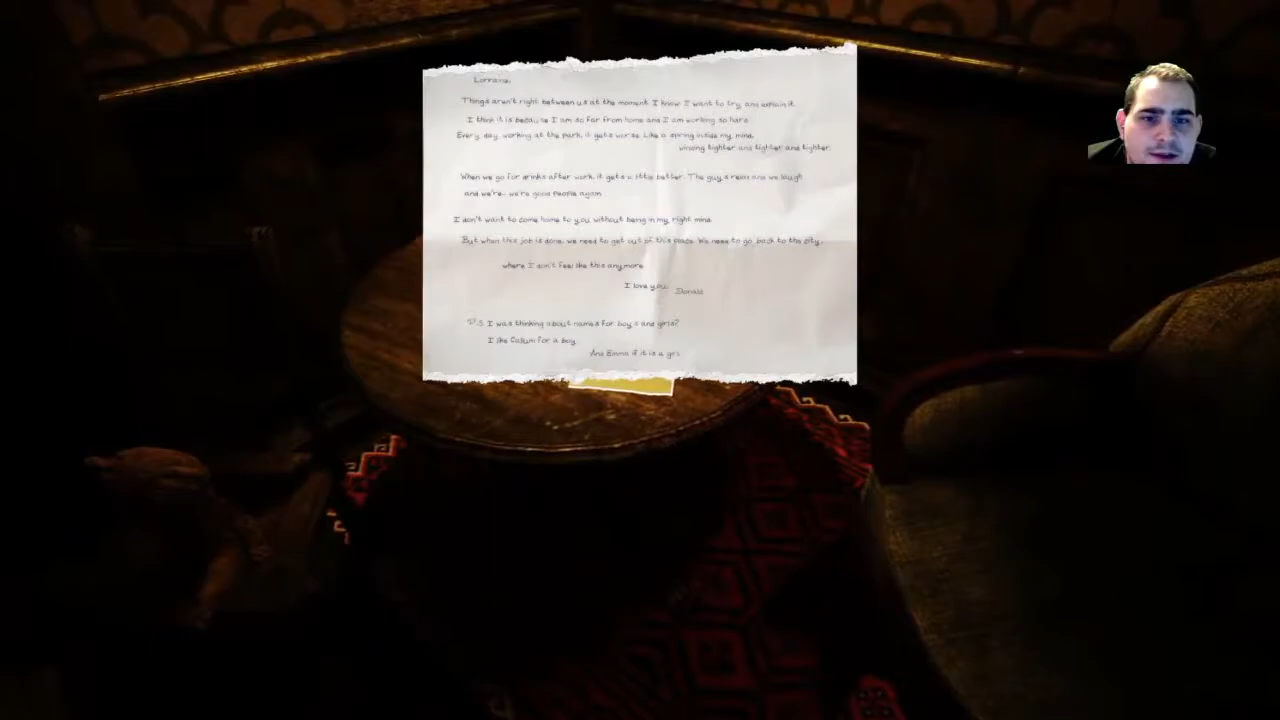 Lorraine.
Things aren't right between us at the moment. I know I want to try, and explain it.
I think it is because I am so far from home and I am working so hard
Every day, working at the park, it gets worse. Like a spring inside my mind,
winding tighter and tighter and tighter.
When we go for drinks after work, it gets a little better. The guys relax and we laugh
and we're- we're good people again
I don't want to come home to you without being in my right mind
But when this job is done, we need to get out of this place. We need to go back to the city,
where I don't feel like this anymore
I love you.
Donald
P.S. I was thinking about names for boy's and girls?
I like Callum for a boy.
And Emma if it is a girl